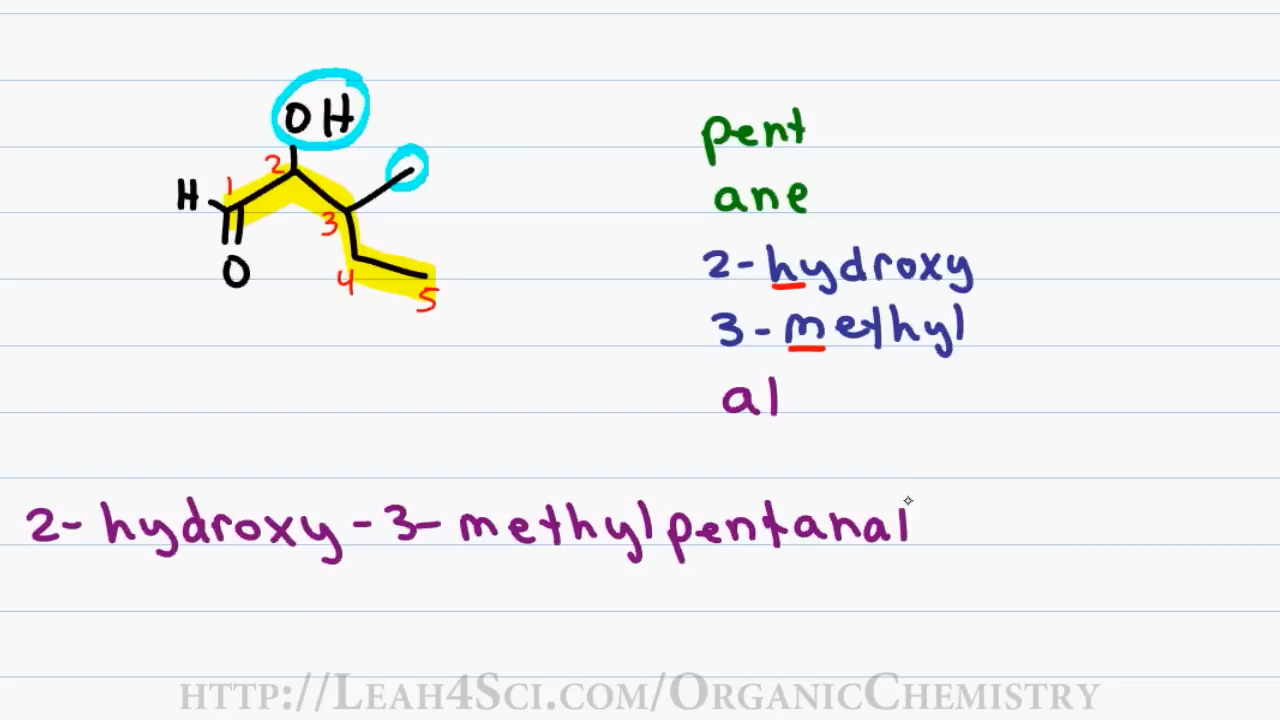 OH
2
H 1
3
O
4
5
pent
ane
2-hydroxy
3-methyl
al
2-hydroxy-3-methylpentanal
http://Leah4Sci.com/OrganicChemistry